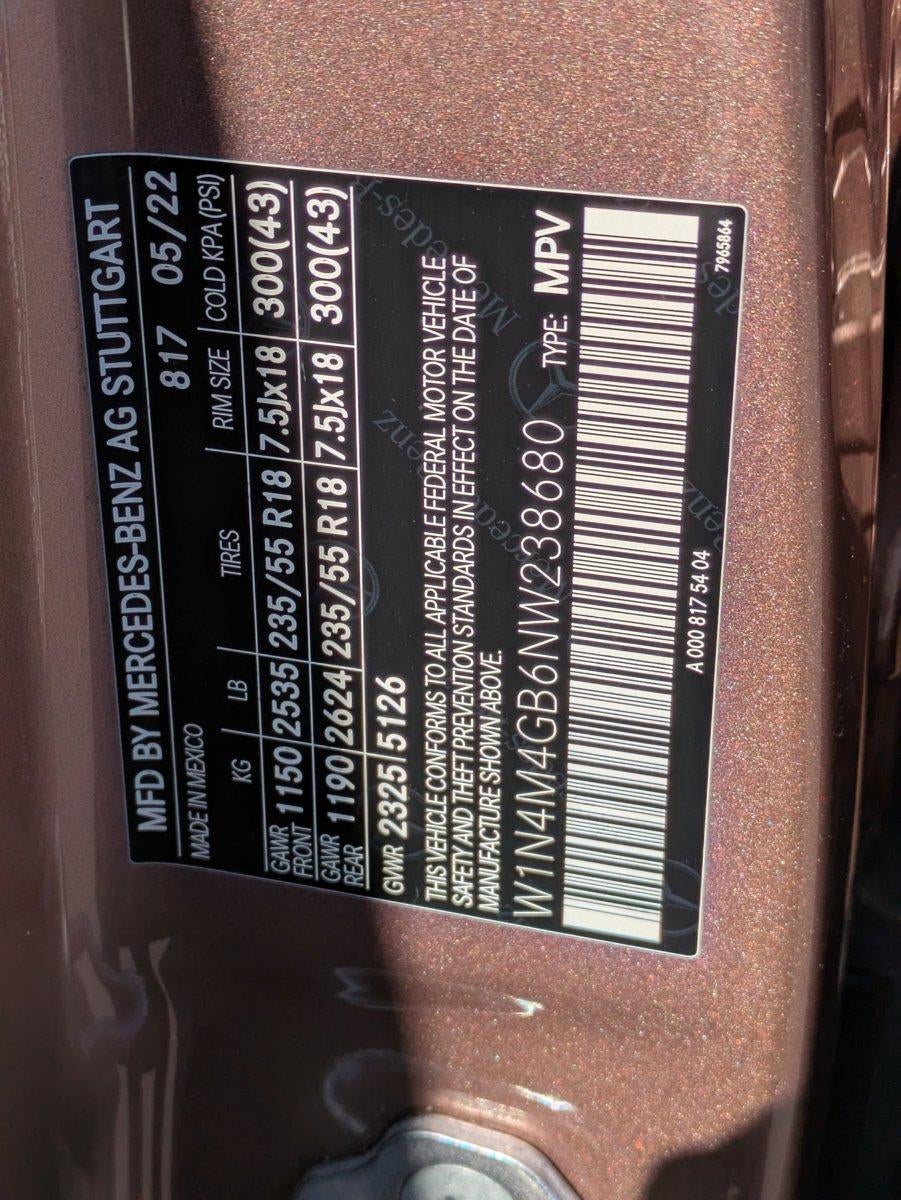 MFD BY MERCEDES-BENZ AG STUTTGART
MADE IN MEXICO 817 05/22
KG LB TIRES RIM SIZE COLD KPA (PSI)
GAWR FRONT 1150 2535 235/55 R18 7.5Jx18 300(43)
GAWR REAR 1190 2624 235/55 R18 7.5Jx18 300(43)
GVWR 2325 5126
THIS VEHICLE CONFORMS TO ALL APPLICABLE FEDERAL MOTOR VEHICLE
SAFETY AND THEFT PREVENTION STANDARDS IN EFFECT ON THE DATE OF
MANUFACTURE SHOWN ABOVE.
W1N4M4GB6NW238680 TYPE: MPV
A 000 817 54 04 7965864